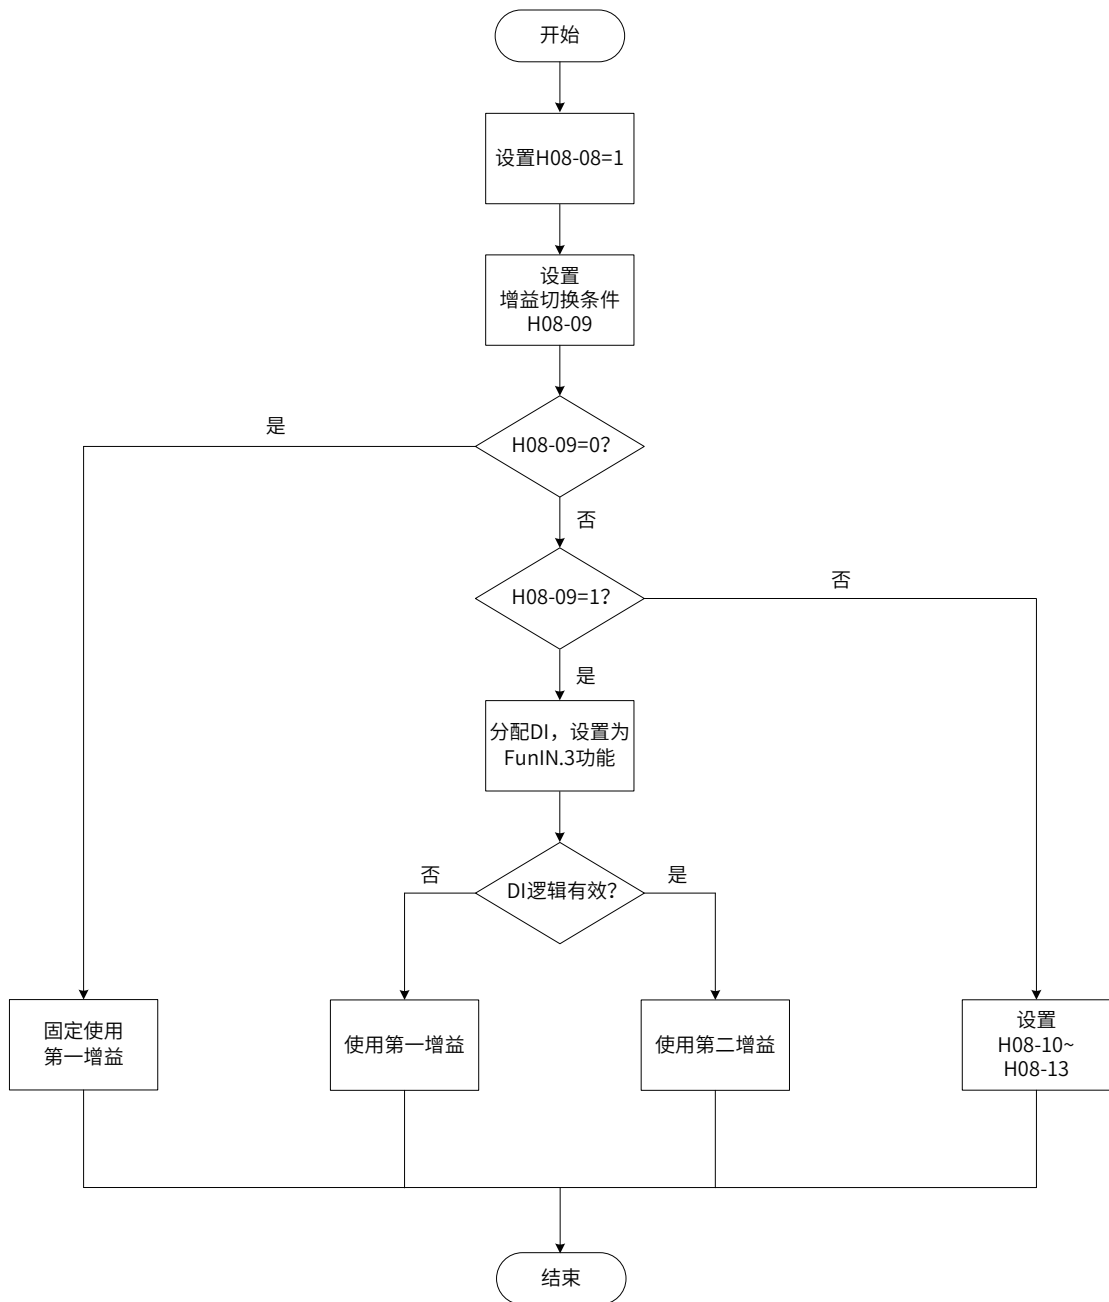 开始
设置H08-08=1
设置
增益切换条件
H08-09
是
H08-09=0?
否
H08-09=1?
否
是
分配DI，设置为
FunIN.3功能
否
DI逻辑有效?
是
固定使用
第一增益
使用第一增益
使用第二增益
设置
H08-10~
H08-13
结束